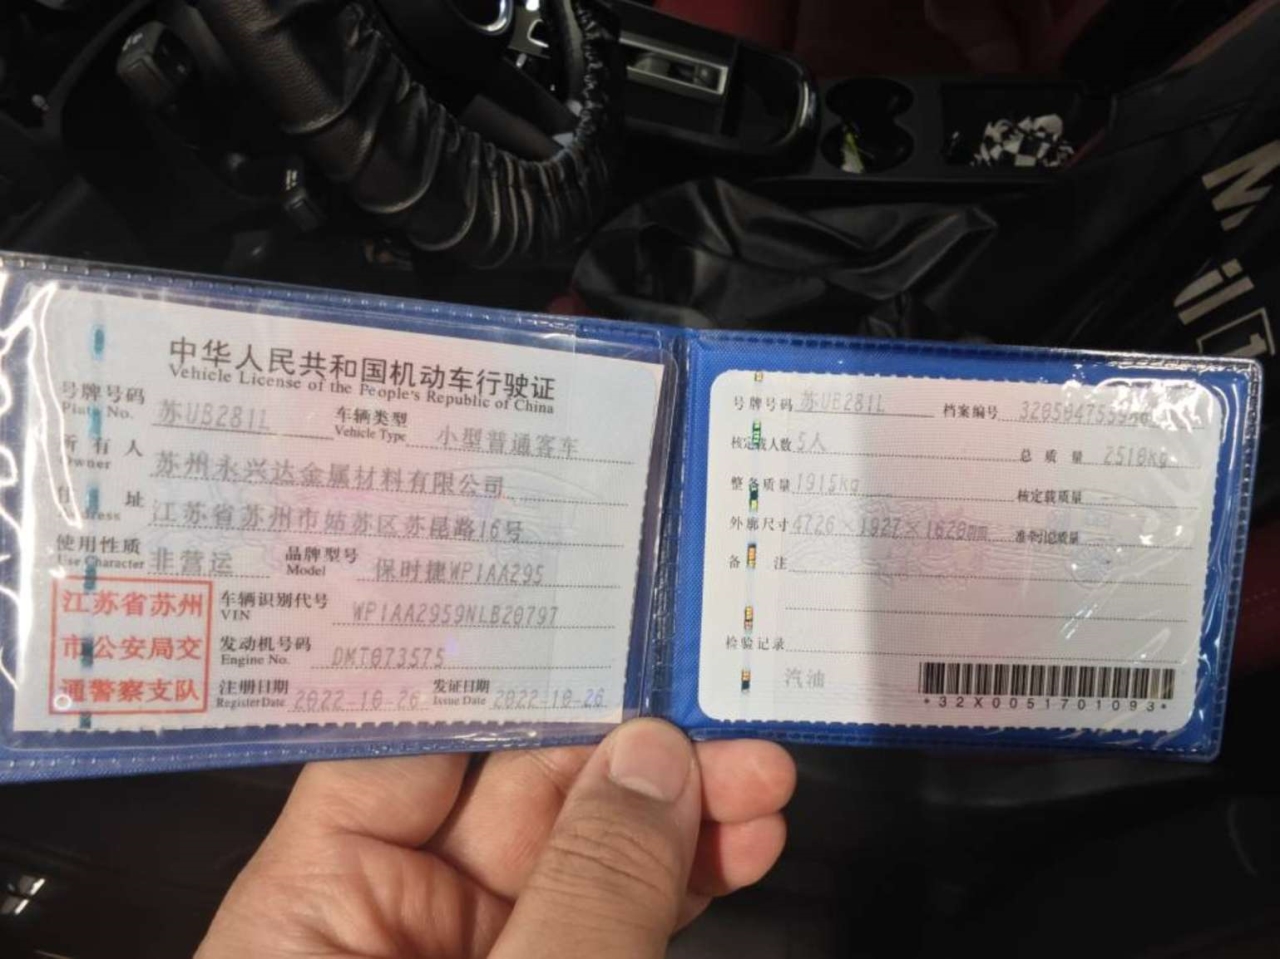 中华人民共和国机动车行驶证
Vehicle License of the People's Republic of China
号牌号码 苏UB281L 车辆类型 小型普通客车
Plate No. Vehicle Type
所有人 苏州永兴达金属材料有限公司
Owner
住址 江苏省苏州市姑苏区苏昆路16号
Address
使用性质 非营运 品牌型号 保时捷WP1AA295
Use Character Model
江苏省苏州
市公安局交
通警察支队
车辆识别代号 WP1AA2959NLB20797
VIN
发动机号码 DMT073575
Engine No.
注册日期 2022-10-26 发证日期 2022-10-26
Register Date Issue Date
号牌号码 苏UB281L 档案编号
核定载人数 5人 总质量 2510Kg
整备质量 1915Kg 核定载质量
外廓尺寸 4726×1927×1620mm 准牵引总质量
备注
检验记录
汽油
*32X0051701093*